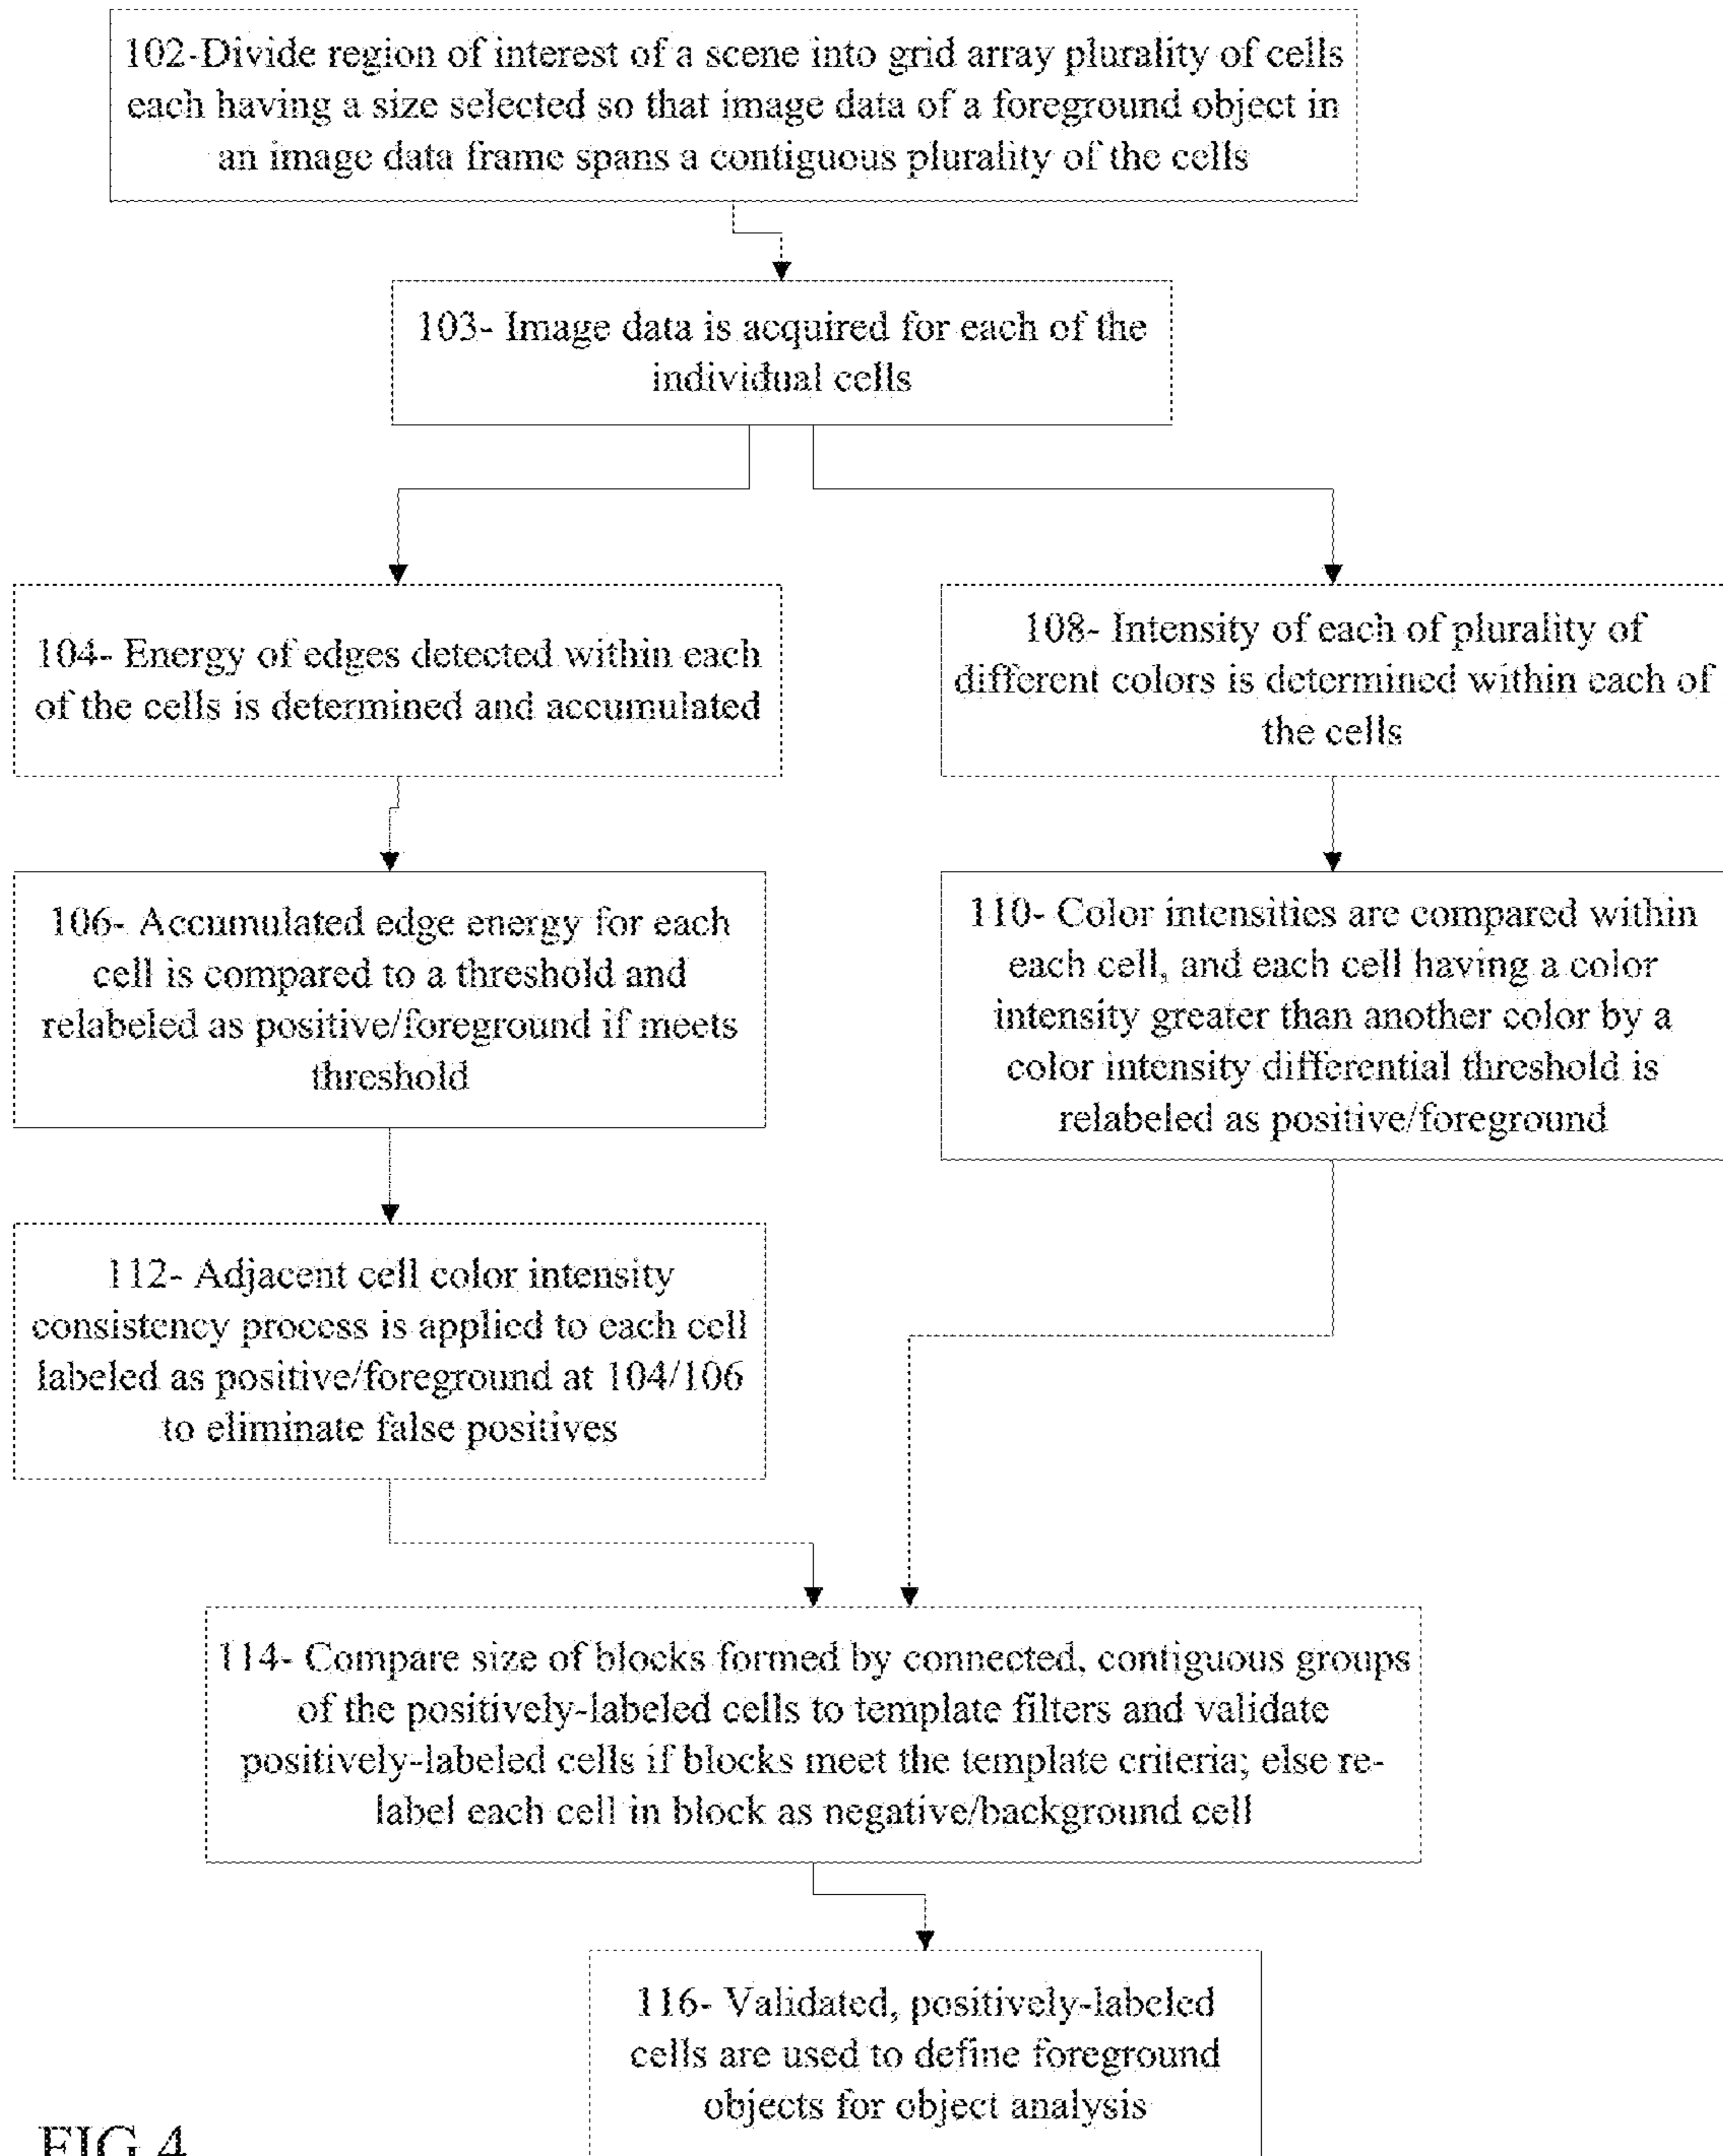 102-Divide region of interest of a scene into grid array plurality of cells
each having a size selected so that image data of a foreground object in
an image data frame spans a contiguous plurality of the cells
103- Image data is acquired for each of the
individual cells
104- Energy of edges detected within each
of the cells is determined and accumulated
108- Intensity of each of plurality of
different colors is determined within each of
the cells
106- Accumulated edge energy for each
cell is compared to a threshold and
relabeled as positive/foreground if meets
threshold
110- Color intensities are compared within
each cell, and each cell having a color
intensity greater than another color by a
color intensity differential threshold is
relabeled as positive/foreground
112- Adjacent cell color intensity
consistency process is applied to each cell
labeled as positive/foreground at 104/106
to eliminate false positives
114- Compare size of blocks formed by connected, contiguous groups
of the positively-labeled cells to template filters and validate
positively-labeled cells if blocks meet the template criteria; else re-
label each cell in block as negative/background cell
116- Validated, positively-labeled
cells are used to define foreground
objects for object analysis
FIG 4